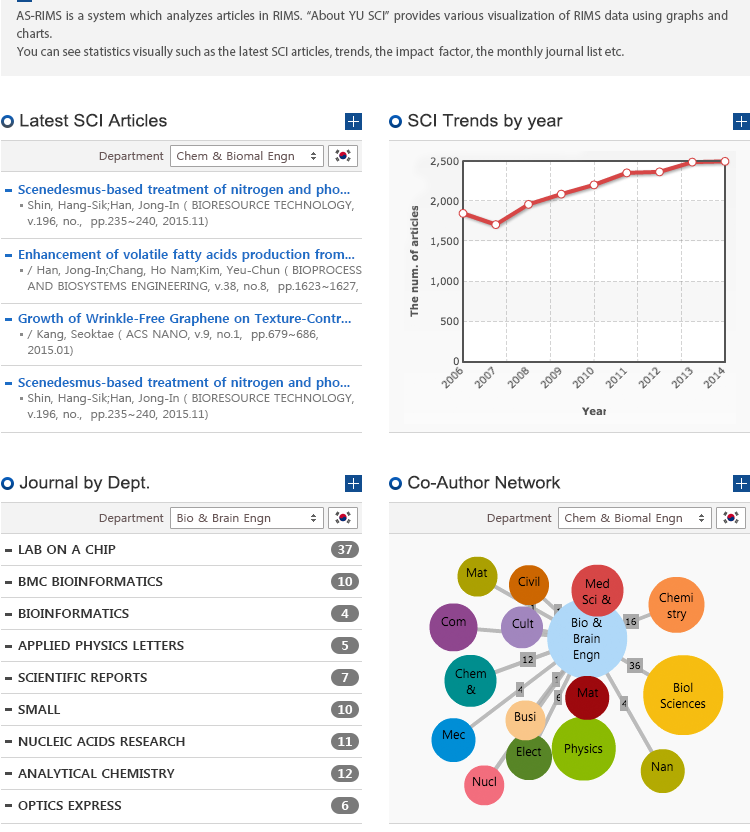 AS-RIMS is a system which analyzes articles in RIMS. “About YU SCI” provides various visualization of RIMS data using graphs and
charts.
You can see statistics visually such as the latest SCI articles, trends, the impact factor, the monthly journal list etc.
Latest SCI Articles
Department Chem & Biomal Engn
Scenedesmus-based treatment of nitrogen and pho...
Shin, Hang-Sik;Han, Jong-In ( BIORESOURCE TECHNOLOGY,
v.196, no., pp.235~240, 2015.11)
Enhancement of volatile fatty acids production from...
/ Han, Jong-In;Chang, Ho Nam;Kim, Yeu-Chun ( BIOPROCESS
AND BIOSYSTEMS ENGINEERING, v.38, no.8, pp.1623~1627,
Growth of Wrinkle-Free Graphene on Texture-Contr...
/ Kang, Seoktae ( ACS NANO, v.9, no.1, pp.679~686,
2015.01)
Scenedesmus-based treatment of nitrogen and pho...
Shin, Hang-Sik;Han, Jong-In ( BIORESOURCE TECHNOLOGY,
v.196, no., pp.235~240, 2015.11)
SCI Trends by year
The num. of articles
2,500
2,000
1,500
1,000
500
0
2006 2007 2008 2009 2010 2011 2012 2013 2014
Year
Journal by Dept.
Department Bio & Brain Engn
LAB ON A CHIP 37
BMC BIOINFORMATICS 10
BIOINFORMATICS 4
APPLIED PHYSICS LETTERS 5
SCIENTIFIC REPORTS 7
SMALL 10
NUCLEIC ACIDS RESEARCH 11
ANALYTICAL CHEMISTRY 12
OPTICS EXPRESS 6
Co-Author Network
Department Chem & Biomal Engn
Mat
Civil
Med
Sci &
Chemi
stry
Com
Cult
Bio &
Brain
Engn
16
12
36
Chem
&
Biol
Sciences
4
1
6
4
Mat
Busi
Mec
Elect
Physics
Nan
Nucl